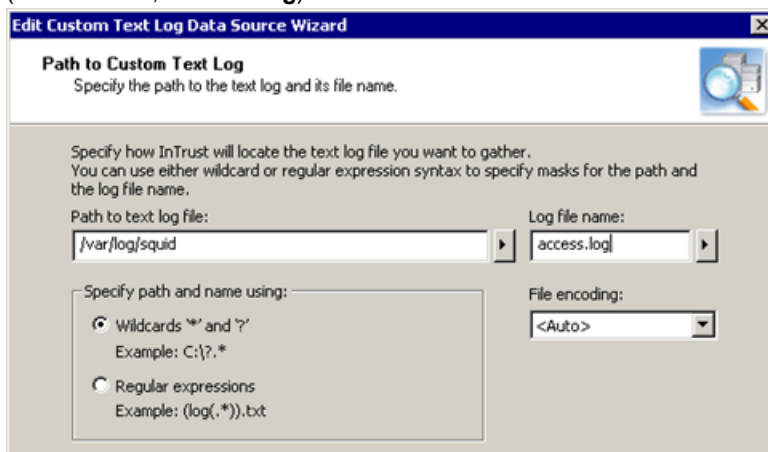 Edit Custom Text Log Data Source Wizard
Path to Custom Text Log
Specify the path to the text log and its file name.
Specify how InTrust will locate the text log file you want to gather.
You can use either wildcard or regular expression syntax to specify masks for the path and
the log file name.
Path to text log file:
Log file name:
/var/log/squid
access.log
Specify path and name using:
File encoding:
Wildcards '*' and '?'
<Auto>
Example: C:\?.*
Regular expressions
Example: (log(.*)).txt